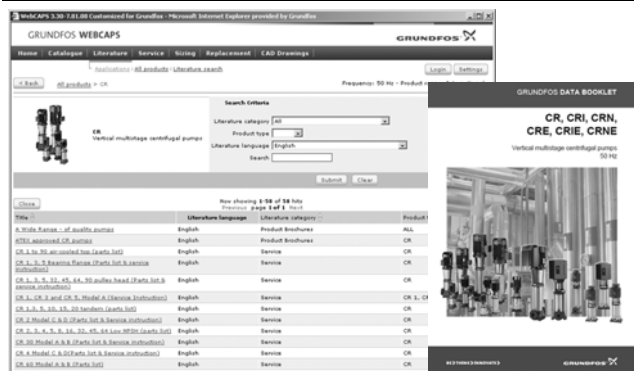 WebCAPS 3.30-7.01.00 Customized for Grundfos - Microsoft Internet Explorer provided by Grundfos
GRUNDFOS WEBCAPS
GRUNDFOS
Home Catalogue Literature Service Sizing Replacement CAD Drawings
Applications › All products › Literature search
Login Settings
< Back
All products > CR
Frequency: 50 Hz - Product
Search Criteria
Literature category All
CR
Vertical multistage centrifugal pumps
Product type
Literature language English
Search
Submit Clear
Close
Now showing 1-58 of 58 hits
Previous page 1 of 1 Next
Title Literature language Literature category Product
A Wide Range - of quality pumps English Product Brochures ALL
ATEX approved CR pumps English Product Brochures CR
CR 2 to 90 air-cooled top (parts list) English Service CR
CR 1, 3, 5 Bearing flange (Parts list & service instruction) English Service CR
CR 1, 3, 5, 32, 45, 64, 90 pulley head (Parts list & service instruction) English Service CR
CR 1, CR 3 and CR 5, Model A (Service Instruction) English Service CR 1, CR
CR 1,3, 5, 10, 15, 20 tandem (parts list) English Service CR
CR 2 Model C & D (Parts list & Service instruction) English Service CR
CR 2, 3, 4, 5, 8, 16, 32, 45, 64 Low NPSH (parts list) English Service CR
CR 30 Model A & B (Parts list & Service instruction) English Service CR
CR 4 Model C & D(Parts list & Service instruction) English Service CR
CR 60 Model A & B (Parts list) English Service CR
GRUNDFOS DATA BOOKLET
CR, CRI, CRN,
CRE, CRIE, CRNE
Vertical multistage centrifugal pumps
50 Hz
BE>THINK>INNOVATE>
GRUNDFOS